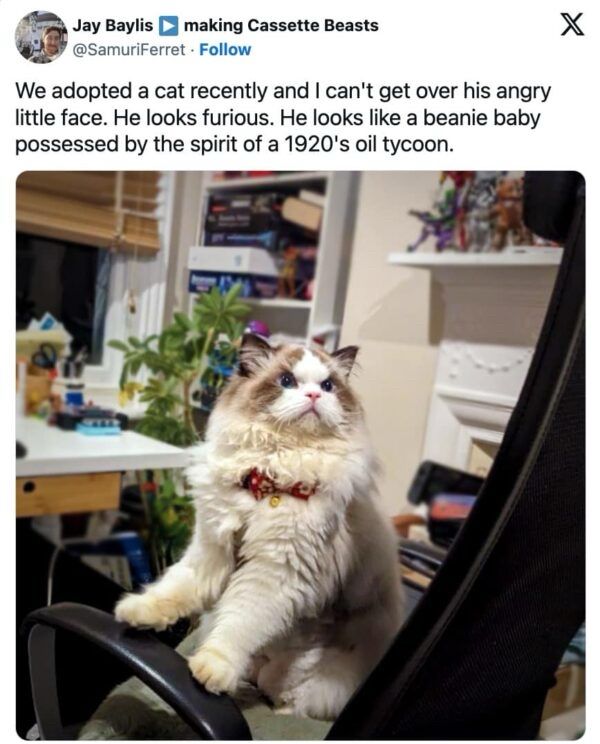 Jay Baylis ▶ making Cassette Beasts
@SamuriFerret · Follow
We adopted a cat recently and I can't get over his angry
little face. He looks furious. He looks like a beanie baby
possessed by the spirit of a 1920's oil tycoon.